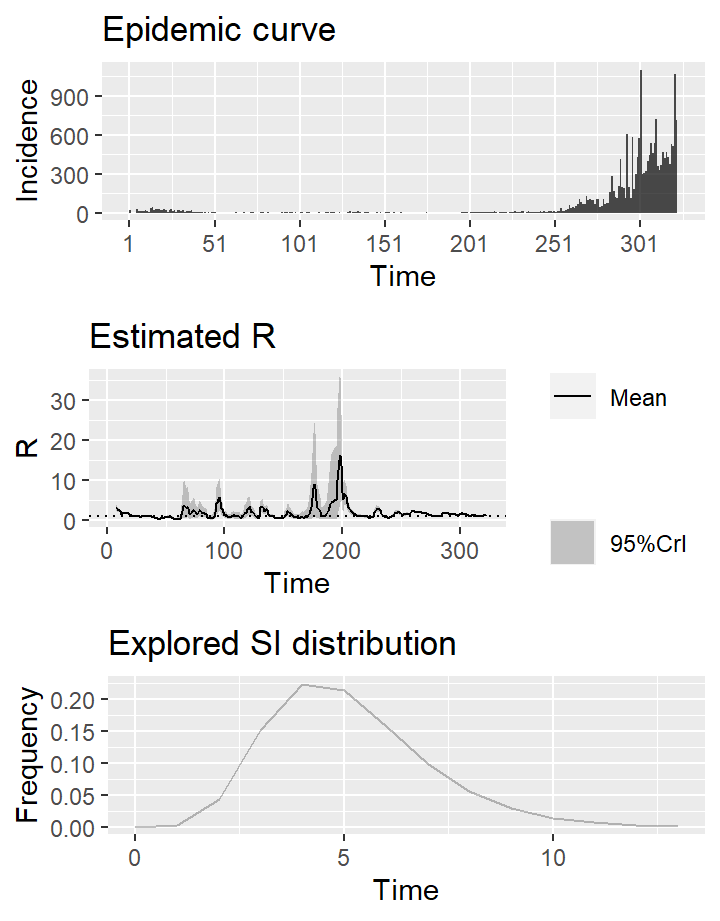 Epidemic curve
Incidence
900
600
300
0
1 51 101 151 201 251 301
Time
Estimated R
R
30
20
10
0
0 100 200 300
Time
Mean
95%CrI
Explored SI distribution
Frequency
0.20
0.15
0.10
0.05
0.00
0 5 10
Time